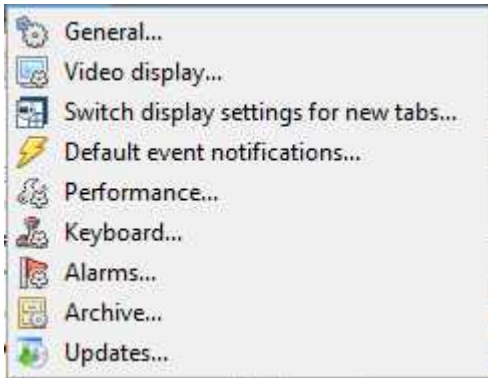 General...
Video display...
Switch display settings for new tabs...
Default event notifications...
Performance...
Keyboard...
Alarms...
Archive...
Updates...